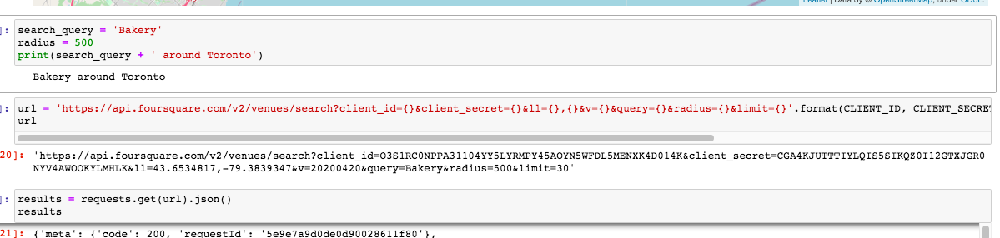 Leaflet | Data by © OpenStreetMap, under ODbL.
]: search_query = 'Bakery'
radius = 500
print(search_query + ' around Toronto')
Bakery around Toronto
]: url = 'https://api.foursquare.com/v2/venues/search?client_id={}&client_secret={}&ll={},{}&v={}&query={}&radius={}&limit={}'.format(CLIENT_ID, CLIENT_SECRET
url
20]: 'https://api.foursquare.com/v2/venues/search?client_id=O3S1RC0NPPA31104YY5LYRMPY45AOYN5WFDL5MENXK4D014K&client_secret=CGA4KJUTTTIYLQIS5SIKQZ0I12GTXJGR0
NYV4AWOOKYLMHLK&ll=43.6534817,-79.3839347&v=20200420&query=Bakery&radius=500&limit=30'
]: results = requests.get(url).json()
results
21]: {'meta': {'code': 200, 'requestId': '5e9e7a9d0de0d90028611f80'},